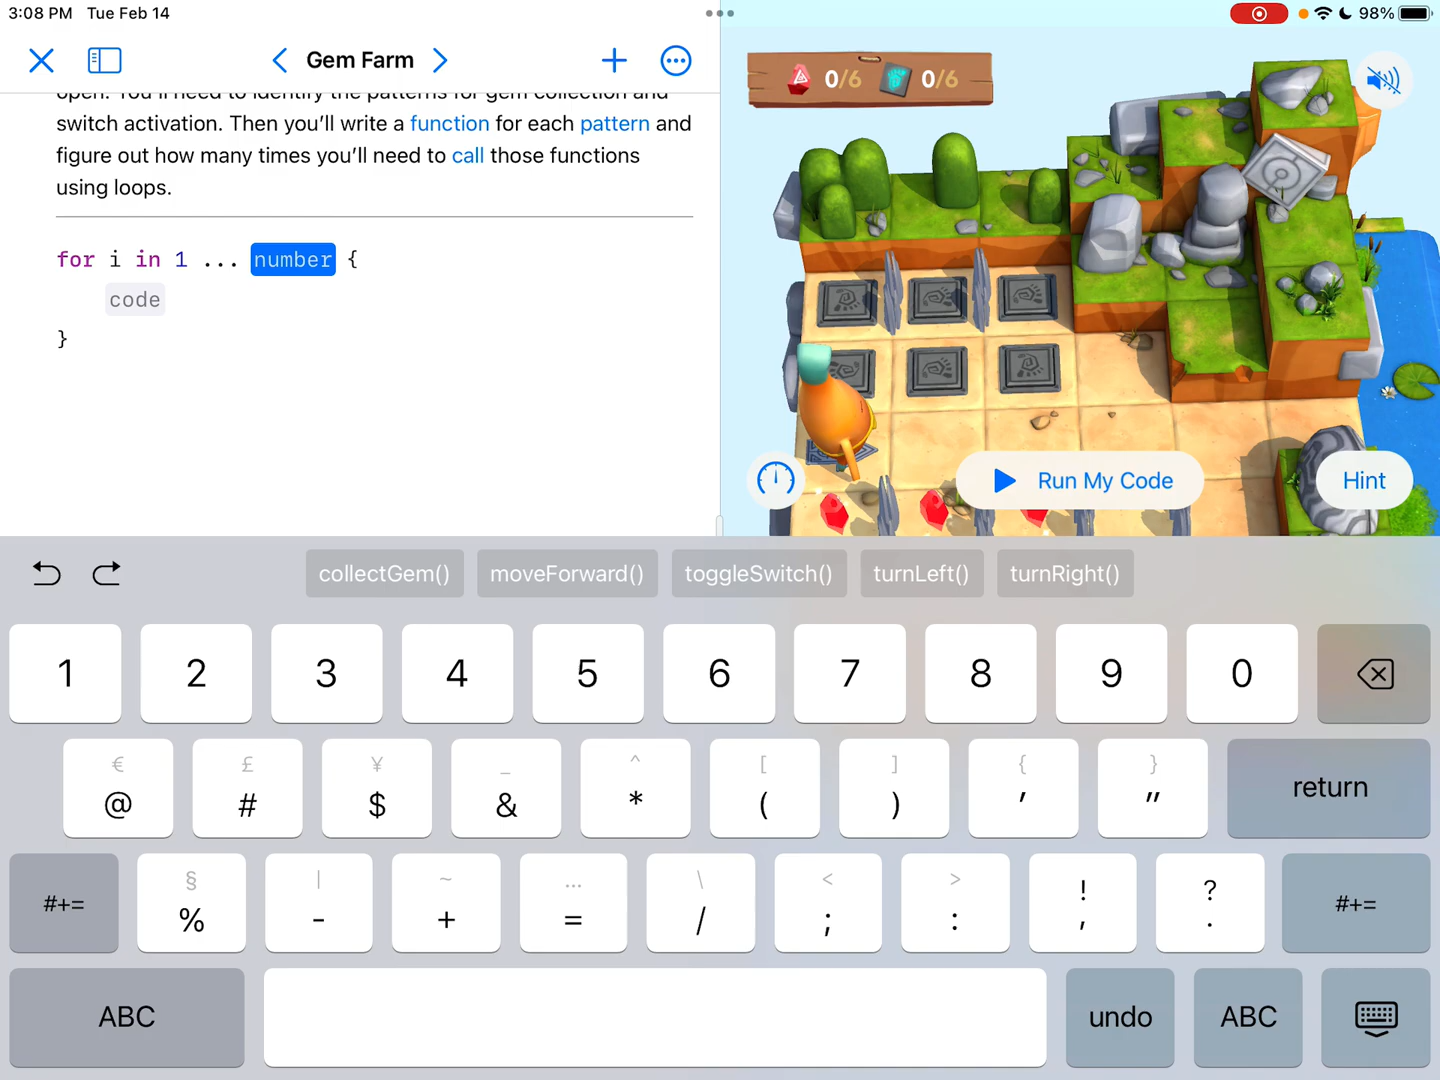 3:08 PM Tue Feb 14
98%
Gem Farm
switch activation. Then you’ll write a function for each pattern and
figure out how many times you’ll need to call those functions
using loops.
for i in 1 ... number {
code
}
0/6 0/6
Run My Code
Hint
collectGem() moveForward() toggleSwitch() turnLeft() turnRight()
1 2 3 4 5 6 7 8 9 0
€ £ ¥ _ ^ [ ] { }
@ # $ & * ( ) ' "
return
§ | ~ … \ < > ! ?
#+= % - + = / ; : , . #+=
ABC undo ABC